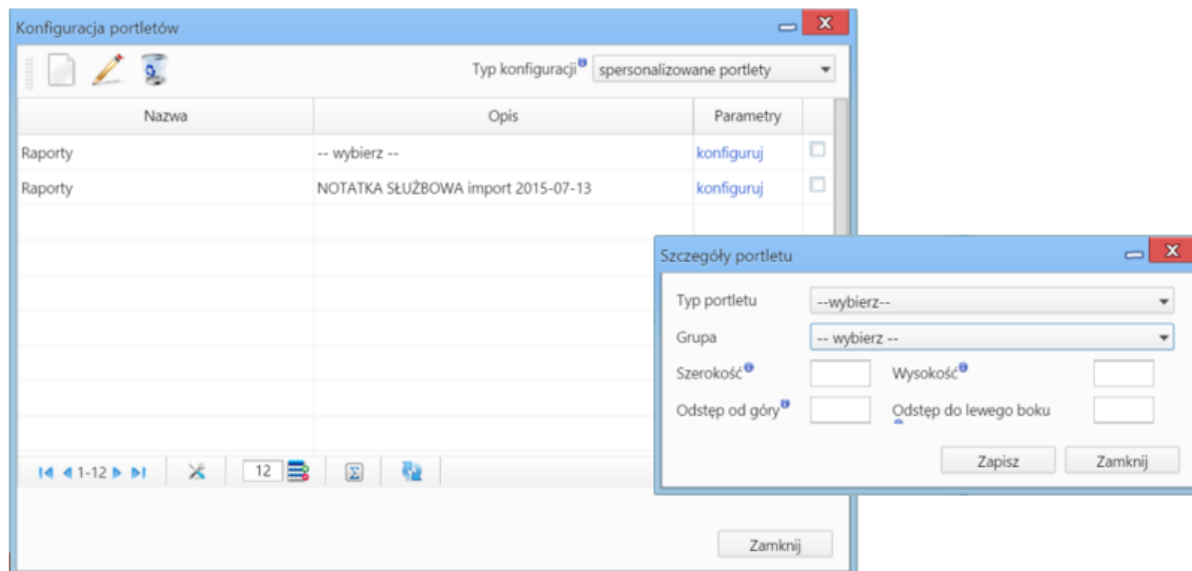 Konfiguracja portletów
Typ konfiguracji spersonalizowane portlety
Nazwa Opis Parametry
Raporty -- wybierz -- konfiguruj
Raporty NOTATKA SŁUŻBOWA import 2015-07-13 konfiguruj
1-12 12
Zamknij
Szczegóły portletu
Typ portletu --wybierz--
Grupa -- wybierz --
Szerokość Wysokość
Odstęp od góry Odstęp do lewego boku
Zapisz Zamknij